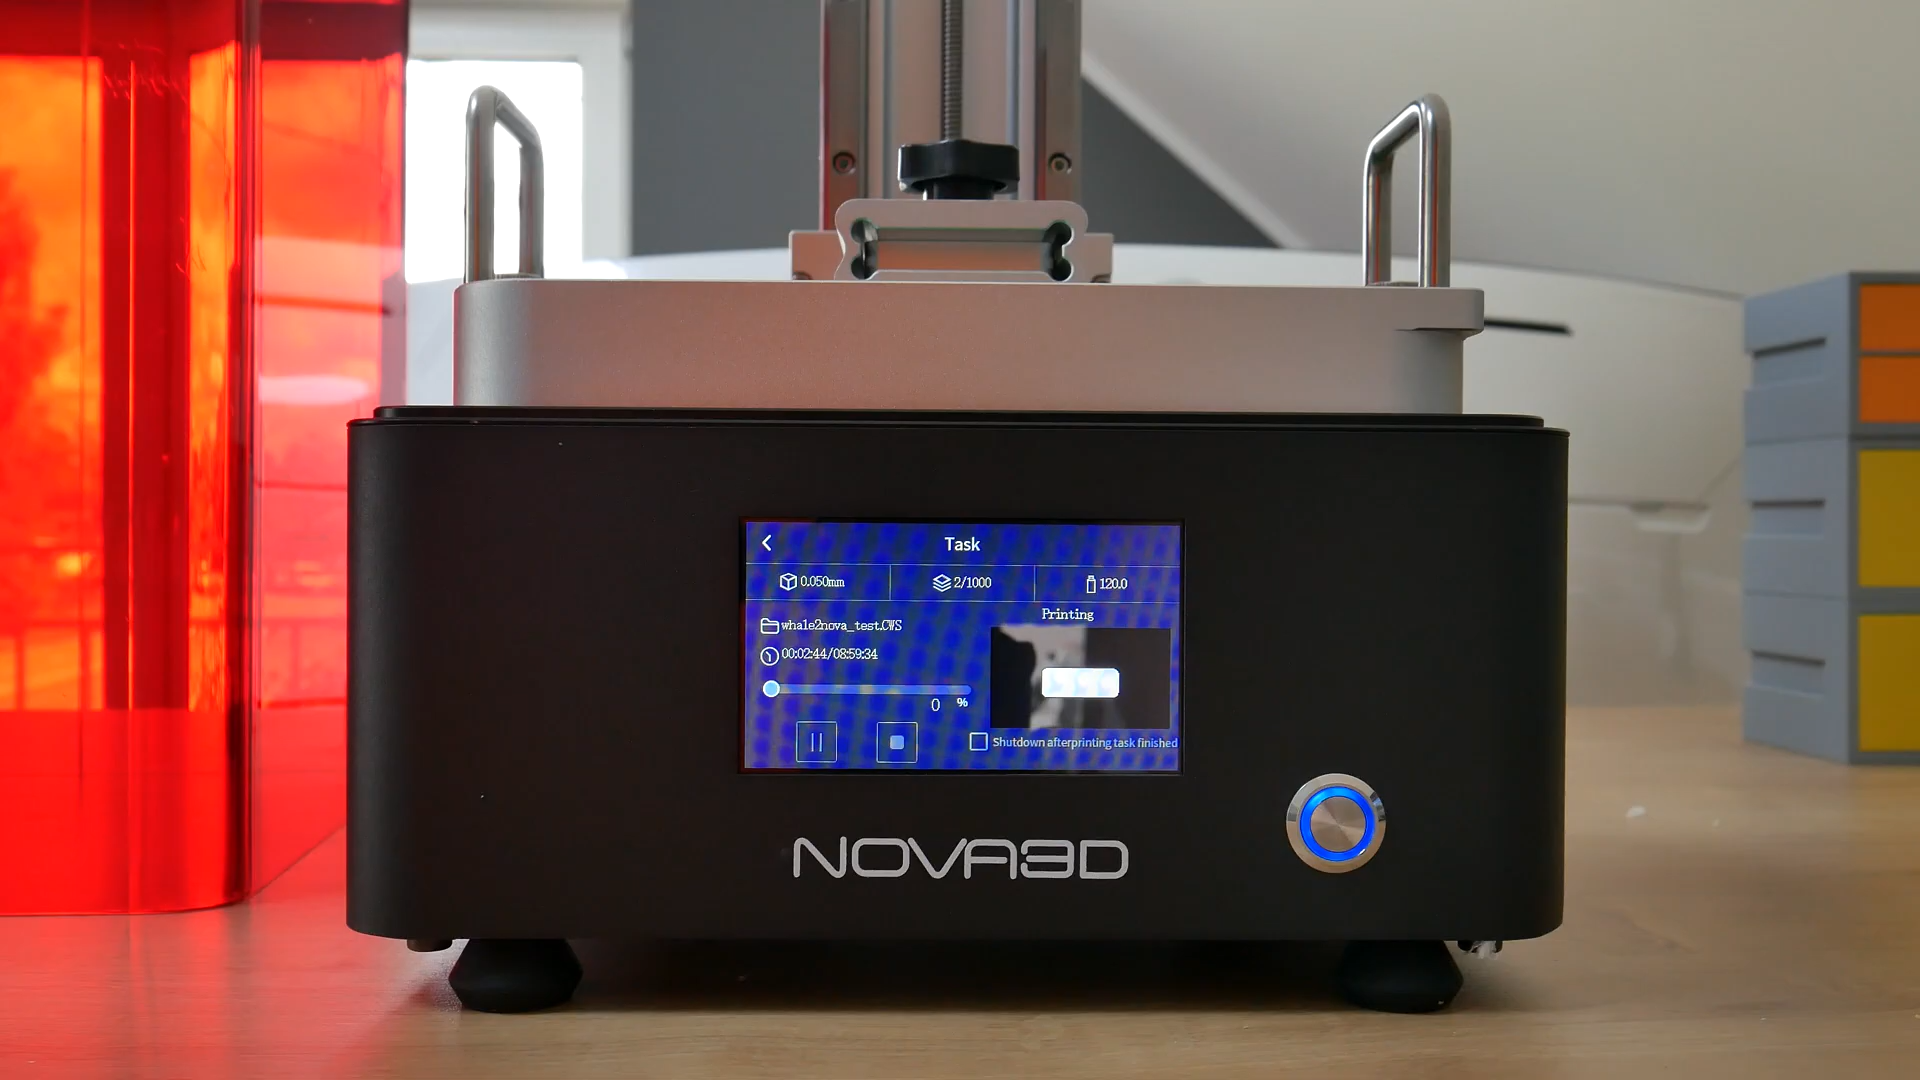 Task
0.050mm
2/1000
120.0
Printing
whale2nova_test.CWS
00:02:44/08:59:34
0 %
Shutdown afterprinting task finished
NOVA3D